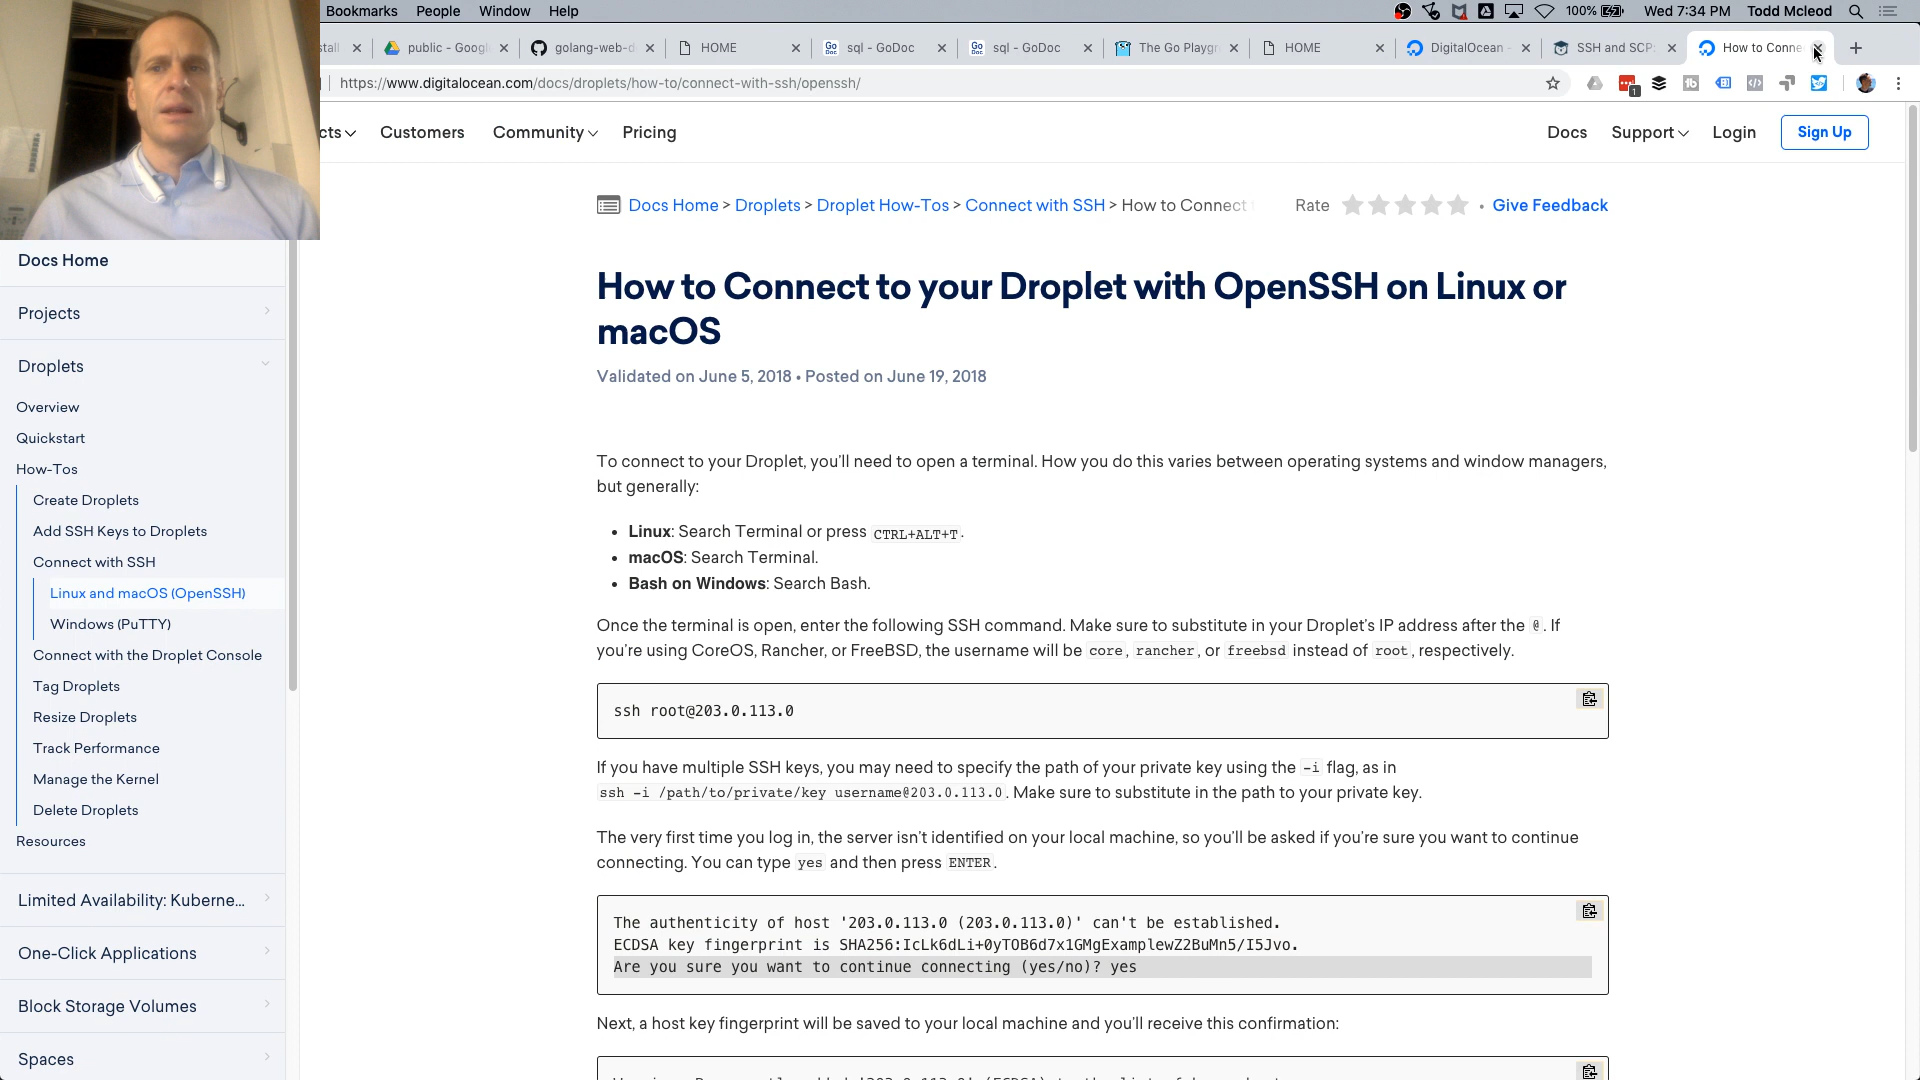 Bookmarks People Window Help
100% Wed 7:34 PM Todd Mcleod
stall public - Googl golang-web-d HOME sql - GoDoc sql - GoDoc The Go Playgr HOME DigitalOcean - SSH and SCP: How to Conne
https://www.digitalocean.com/docs/droplets/how-to/connect-with-ssh/openssh/
cts Customers Community Pricing Docs Support Login Sign Up
Docs Home > Droplets > Droplet How-Tos > Connect with SSH > How to Connect Rate • Give Feedback
Docs Home
Projects
Droplets
Overview
Quickstart
How-Tos
Create Droplets
Add SSH Keys to Droplets
Connect with SSH
Linux and macOS (OpenSSH)
Windows (PuTTY)
Connect with the Droplet Console
Tag Droplets
Resize Droplets
Track Performance
Manage the Kernel
Delete Droplets
Resources
Limited Availability: Kuberne...
One-Click Applications
Block Storage Volumes
Spaces
How to Connect to your Droplet with OpenSSH on Linux or
macOS
Validated on June 5, 2018 • Posted on June 19, 2018
To connect to your Droplet, you'll need to open a terminal. How you do this varies between operating systems and window managers,
but generally:
• Linux: Search Terminal or press CTRL+ALT+T.
• macOS: Search Terminal.
• Bash on Windows: Search Bash.
Once the terminal is open, enter the following SSH command. Make sure to substitute in your Droplet's IP address after the @. If
you're using CoreOS, Rancher, or FreeBSD, the username will be core, rancher, or freebsd instead of root, respectively.
ssh root@203.0.113.0
If you have multiple SSH keys, you may need to specify the path of your private key using the -i flag, as in
ssh -i /path/to/private/key username@203.0.113.0. Make sure to substitute in the path to your private key.
The very first time you log in, the server isn't identified on your local machine, so you'll be asked if you're sure you want to continue
connecting. You can type yes and then press ENTER.
The authenticity of host '203.0.113.0 (203.0.113.0)' can't be established.
ECDSA key fingerprint is SHA256:IcLk6dLi+0yTOB6d7x1GMgExamplewZ2BuMn5/I5Jvo.
Are you sure you want to continue connecting (yes/no)? yes
Next, a host key fingerprint will be saved to your local machine and you'll receive this confirmation: